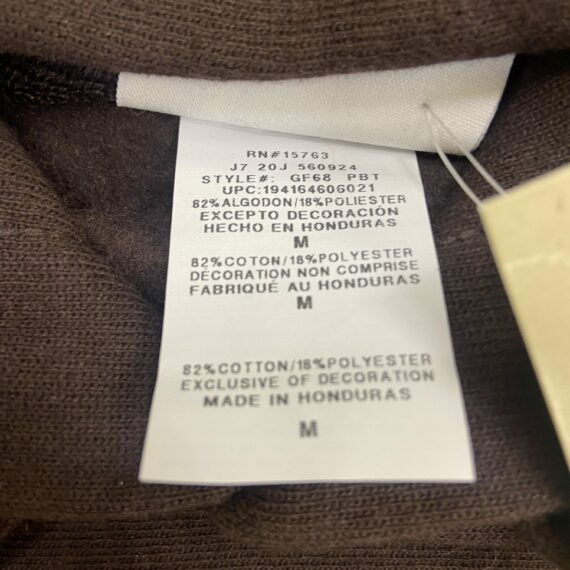 RN#15763
J7 20J 560924
STYLE#: GF68 PBT
UPC:194164606021
82%ALGODON/18%POLIESTER
EXCEPTO DECORACIÓN
HECHO EN HONDURAS
M
82%COTTON/18%POLYESTER
DÉCORATION NON COMPRISE
FABRIQUÉ AU HONDURAS
M
82%COTTON/18%POLYESTER
EXCLUSIVE OF DECORATION
MADE IN HONDURAS
M